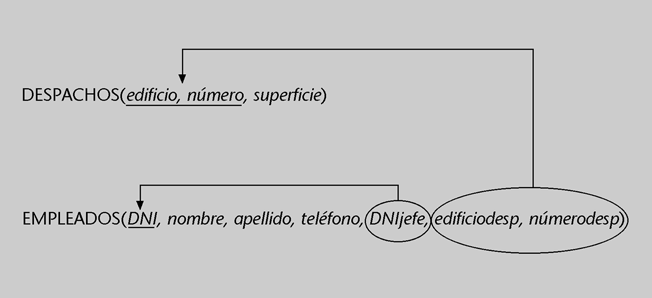 DESPACHOS(edificio, número, superficie)
EMPLEADOS(DNI, nombre, apellido, teléfono, DNIjefe, edificiodesp, númerodesp)